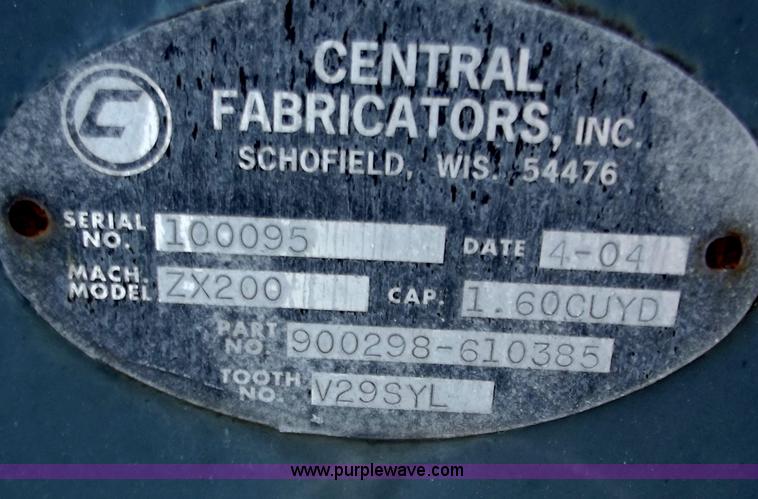 CENTRAL
FABRICATORS, INC.
SCHOFIELD, WIS. 54476
SERIAL NO. 100095 DATE 4-04
MACH. MODEL ZX200 CAP. 1.60CUYD
PART NO. 900298-610385
TOOTH NO. V29SYL
www.purplewave.com